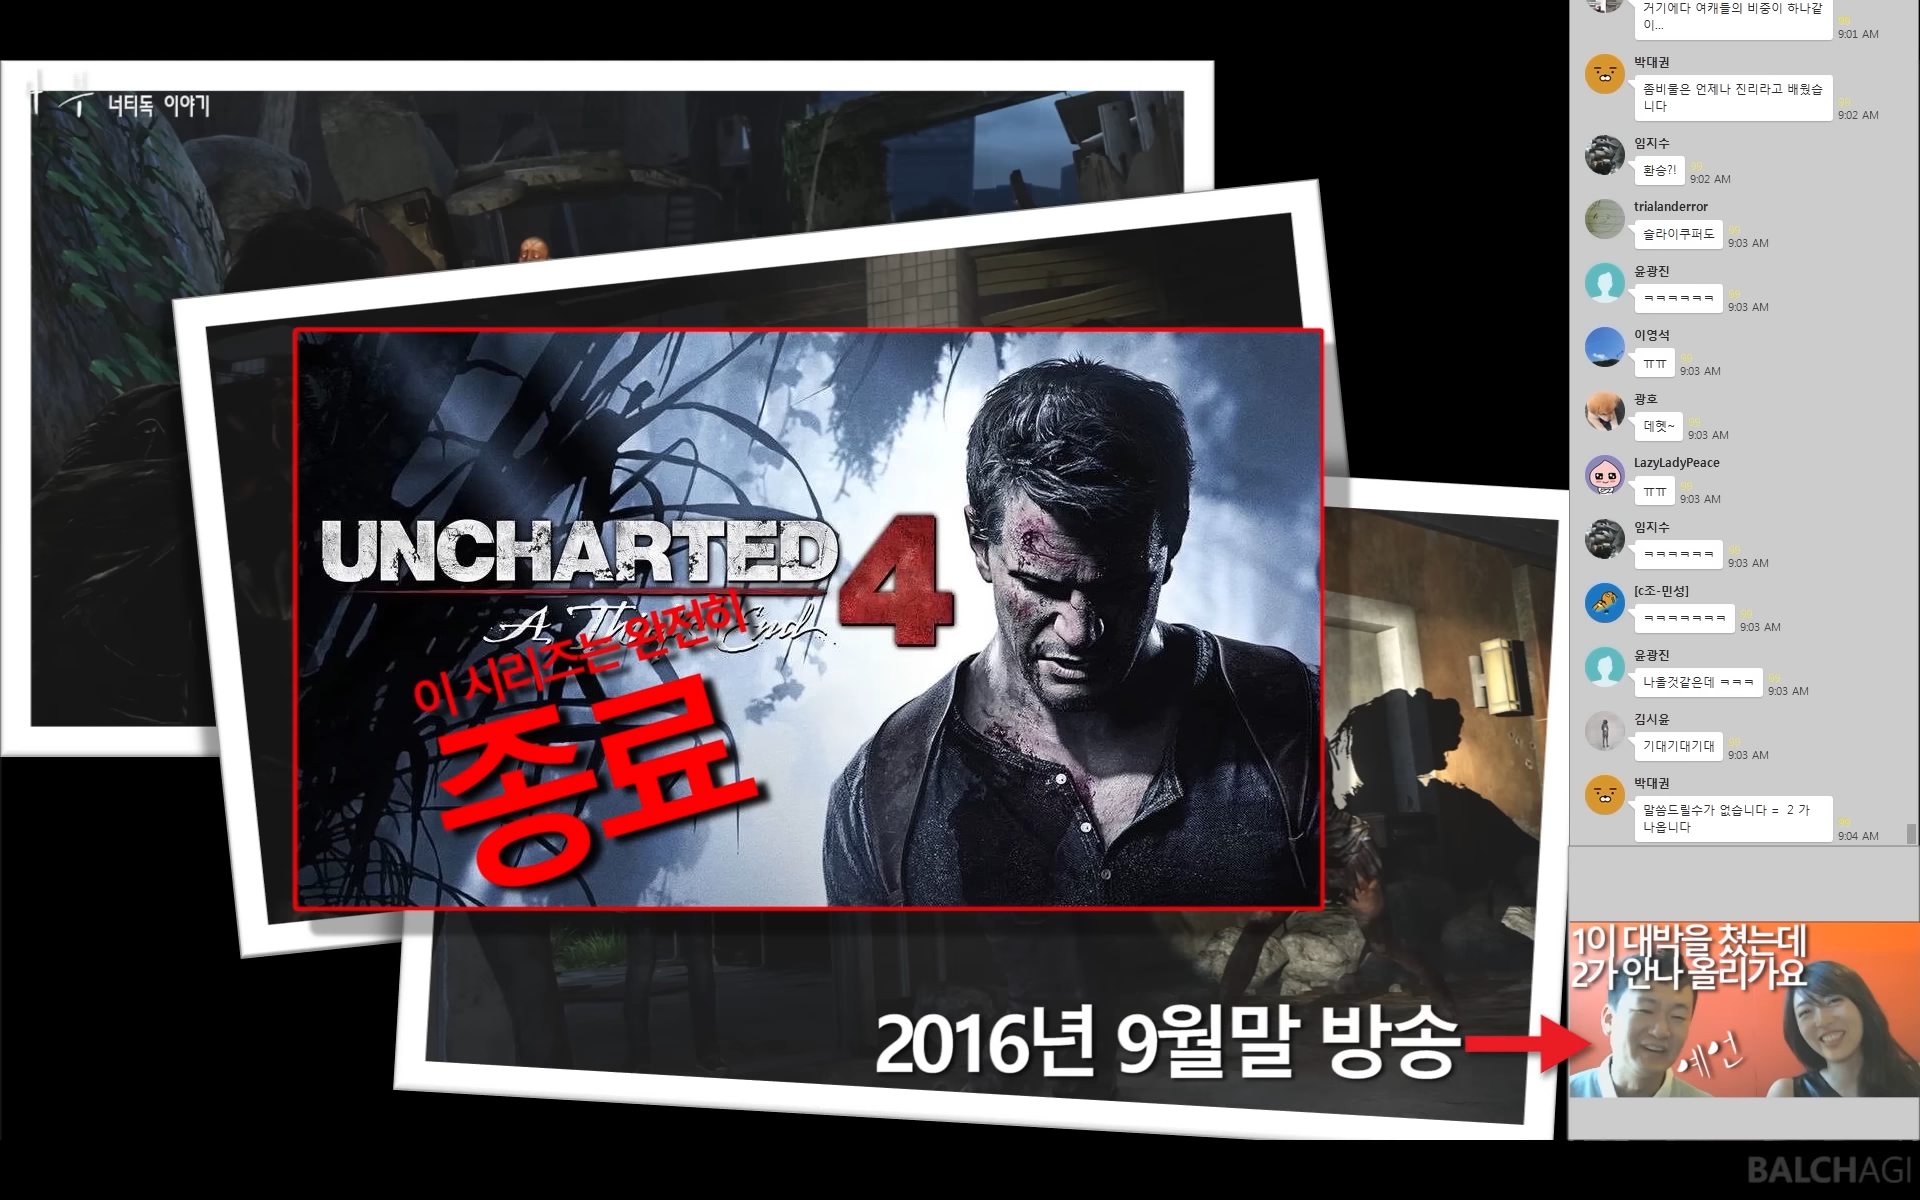 너티독 이야기
UNCHARTED 4
A Thief's End
이 시리즈는 완전히
종료
2016년 9월말 방송
거기에다 여캐들의 비중이 하나같
이...
9:01 AM
박대권
좀비물은 언제나 진리라고 배웠습
니다
9:02 AM
임지수
환승?!
9:02 AM
trialanderror
슬라이쿠퍼도
9:03 AM
윤광진
ㅋㅋㅋㅋㅋㅋ
9:03 AM
이영석
ㅠㅠ
9:03 AM
광호
데헷~
9:03 AM
LazyLadyPeace
ㅠㅠ
9:03 AM
임지수
ㅋㅋㅋㅋㅋㅋ
9:03 AM
[c조-민성]
ㅋㅋㅋㅋㅋㅋㅋ
9:03 AM
윤광진
나올것같은데 ㅋㅋㅋ
9:03 AM
김시윤
기대기대기대
9:03 AM
박대권
말씀드릴수가 없습니다 = 2 가
나옵니다
9:04 AM
1이 대박을 쳤는데
2가 안나올리가요
예언
BALCHAGI